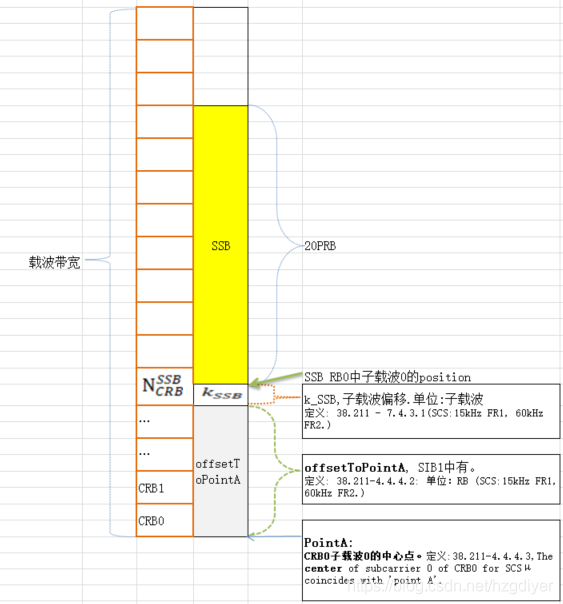 SSB
20PRB
载波带宽
SSB RB0中子载波0的position
N SSB CRB
k_SSB
k_SSB,子载波偏移.单位:子载波
定义: 38.211 - 7.4.3.1(SCS:15kHz FR1, 60kHz
FR2.)
...
...
offsetT
oPointA
offsetToPointA, SIB1中有。
定义: 38.211-4.4.4.2: 单位: RB (SCS:15kHz FR1,
60kHz FR2.)
CRB1
CRB0
PointA:
CRB0子载波0的中心点。定义:38.211-4.4.4.3,The
center of subcarrier 0 of CRB0 for SCS μ
coincides with 'point A'.
https://blog.csdn.net/hzgdiyer